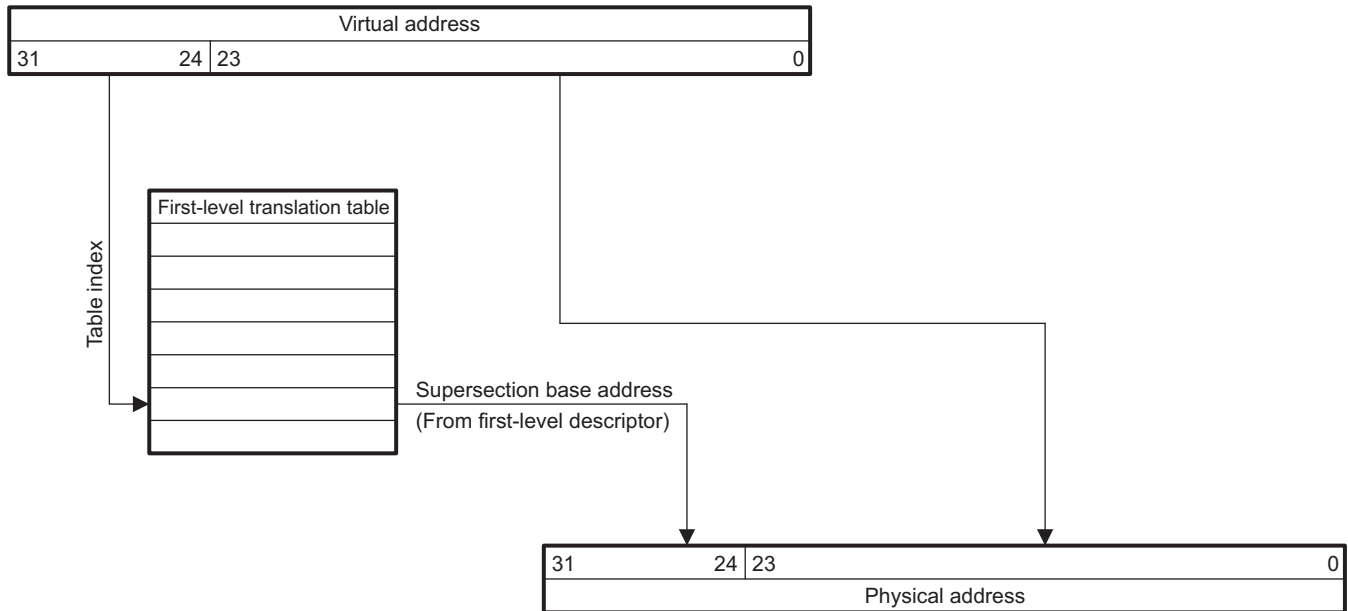 Virtual address
31 24 23 0
First-level translation table
Table index
Supersection base address
(From first-level descriptor)
31 24 23 0
Physical address